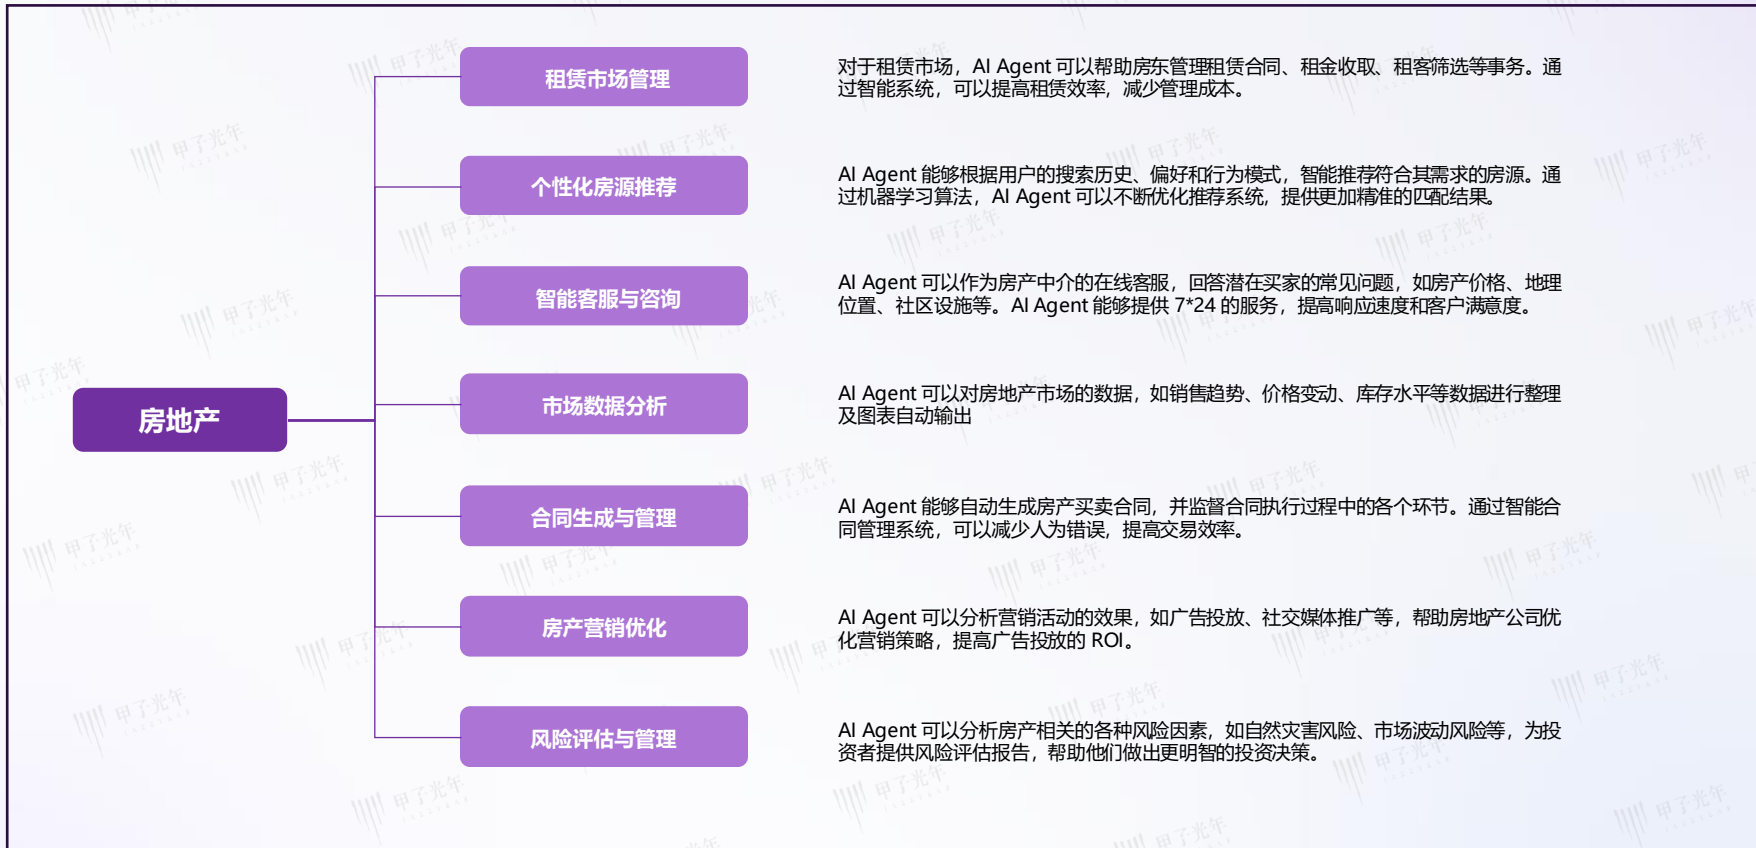 租赁市场管理
对于租赁市场，AI Agent 可以帮助房东管理租赁合同、租金收取、租客筛选等事务。通
过智能系统，可以提高租赁效率，减少管理成本。
个性化房源推荐
AI Agent 能够根据用户的搜索历史、偏好和行为模式，智能推荐符合其需求的房源。通
过机器学习算法，AI Agent 可以不断优化推荐系统，提供更加精准的匹配结果。
智能客服与咨询
AI Agent 可以作为房产中介的在线客服，回答潜在买家的常见问题，如房产价格、地理
位置、社区设施等。AI Agent 能够提供 7*24 的服务，提高响应速度和客户满意度。
房地产
市场数据分析
AI Agent 可以对房地产市场的数据，如销售趋势、价格变动、库存水平等数据进行整理
及图表自动输出
合同生成与管理
AI Agent 能够自动生成房产买卖合同，并监督合同执行过程中的各个环节。通过智能合
同管理系统，可以减少人为错误，提高交易效率。
房产营销优化
AI Agent 可以分析营销活动的效果，如广告投放、社交媒体推广等，帮助房地产公司优
化营销策略，提高广告投放的 ROI。
风险评估与管理
AI Agent 可以分析房产相关的各种风险因素，如自然灾害风险、市场波动风险等，为投
资者提供风险评估报告，帮助他们做出更明智的投资决策。
甲子光年